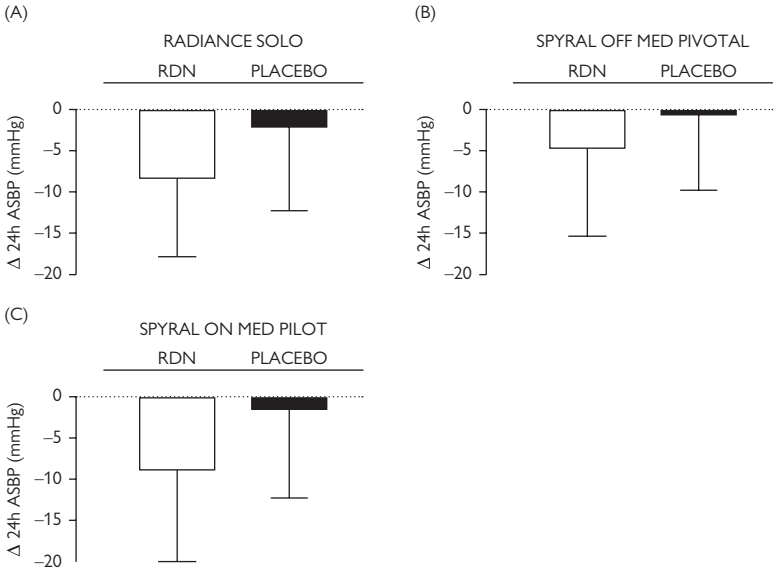 (A)
RADIANCE SOLO
RDN PLACEBO
0
–5
–10
–15
–20
Δ 24h ASBP (mmHg)
(B)
SPYRAL OFF MED PIVOTAL
RDN PLACEBO
0
–5
–10
–15
–20
Δ 24h ASBP (mmHg)
(C)
SPYRAL ON MED PILOT
RDN PLACEBO
0
–5
–10
–15
–20
Δ 24h ASBP (mmHg)